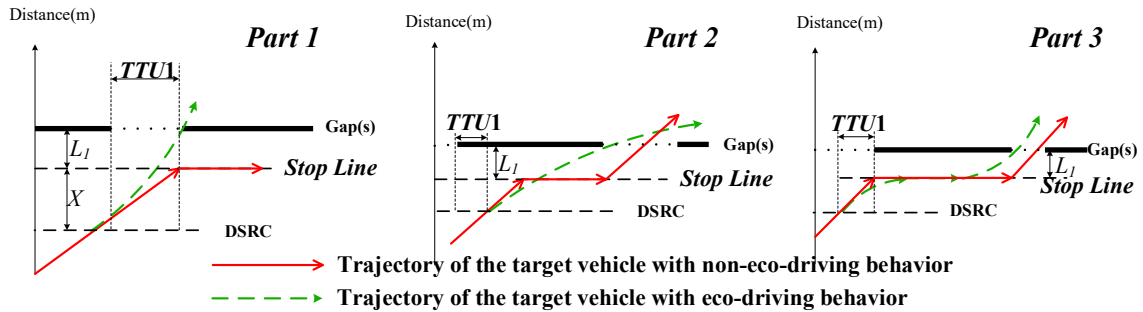 Distance(m)
Part 1
TTU1
Gap(s)
L1
Stop Line
X
DSRC
Distance(m)
Part 2
TTU1
Gap(s)
L1
Stop Line
DSRC
Distance(m)
Part 3
TTU1
Gap(s)
L1
Stop Line
DSRC
Trajectory of the target vehicle with non-eco-driving behavior
Trajectory of the target vehicle with eco-driving behavior